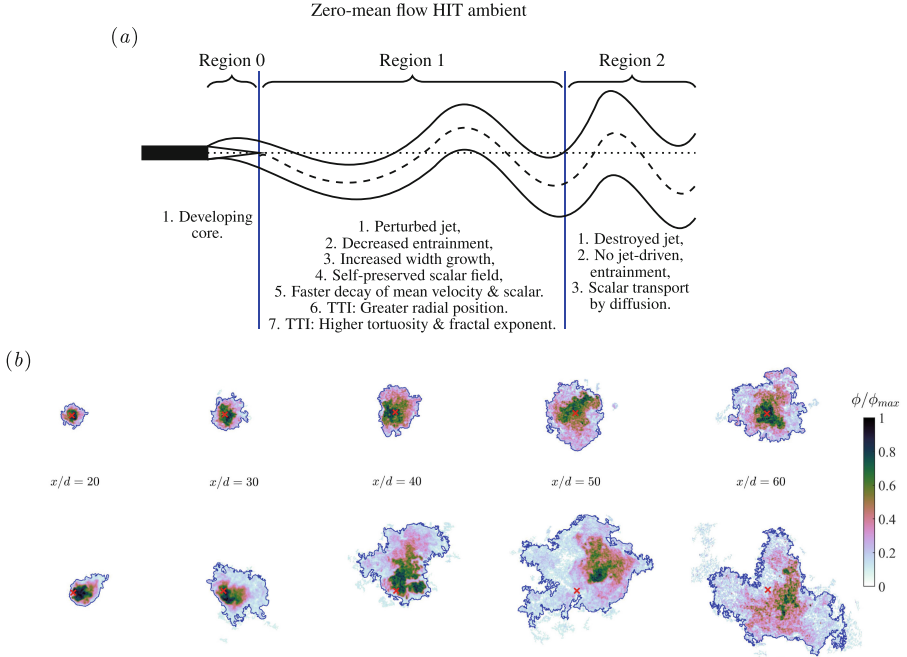 Zero-mean flow HIT ambient
(a)
Region 0
Region 1
Region 2
1. Developing
core.
1. Perturbed jet,
2. Decreased entrainment,
3. Increased width growth,
4. Self-preserved scalar field,
5. Faster decay of mean velocity & scalar.
6. TTI: Greater radial position.
7. TTI: Higher tortuosity & fractal exponent.
1. Destroyed jet,
2. No jet-driven,
entrainment,
3. Scalar transport
by diffusion.
(b)
ϕ/ϕmax
1
0.8
0.6
0.4
0.2
0
x/d = 20
x/d = 30
x/d = 40
x/d = 50
x/d = 60